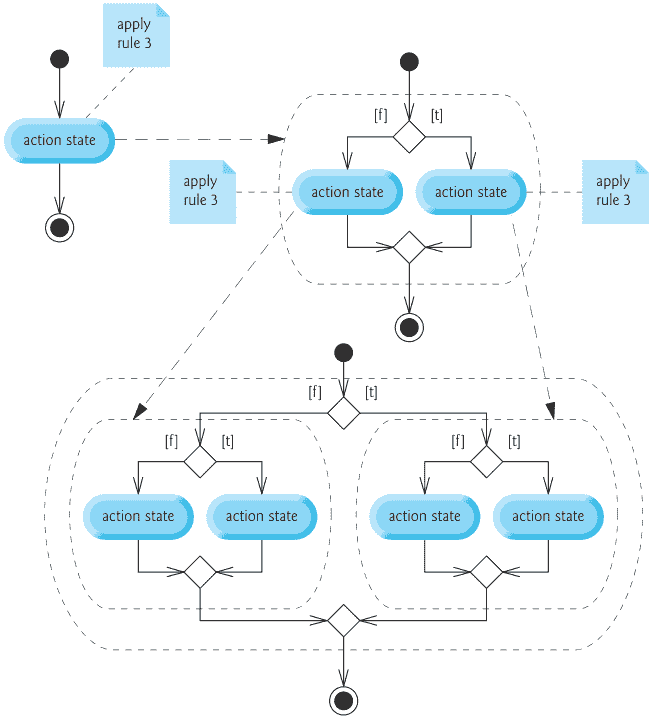 apply
rule 3
action state
[f]
[t]
apply
rule 3
action state
action state
apply
rule 3
[f]
[t]
[f]
[t]
[f]
[t]
action state
action state
action state
action state